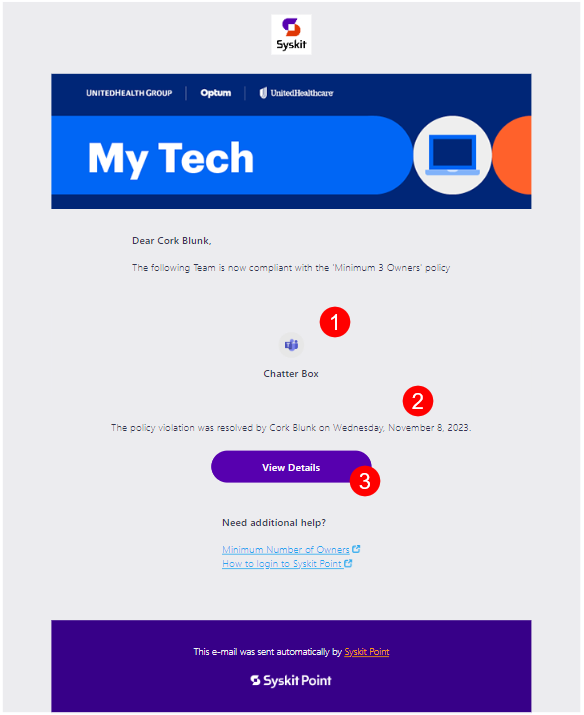 Syskit
UNITEDHEALTH GROUP Optum UnitedHealthcare
My Tech
Dear Cork Blunk,
The following Team is now compliant with the 'Minimum 3 Owners' policy
1
Chatter Box
2
The policy violation was resolved by Cork Blunk on Wednesday, November 8, 2023.
View Details
3
Need additional help?
Minimum Number of Owners
How to login to Syskit Point
This e-mail was sent automatically by Syskit Point
Syskit Point